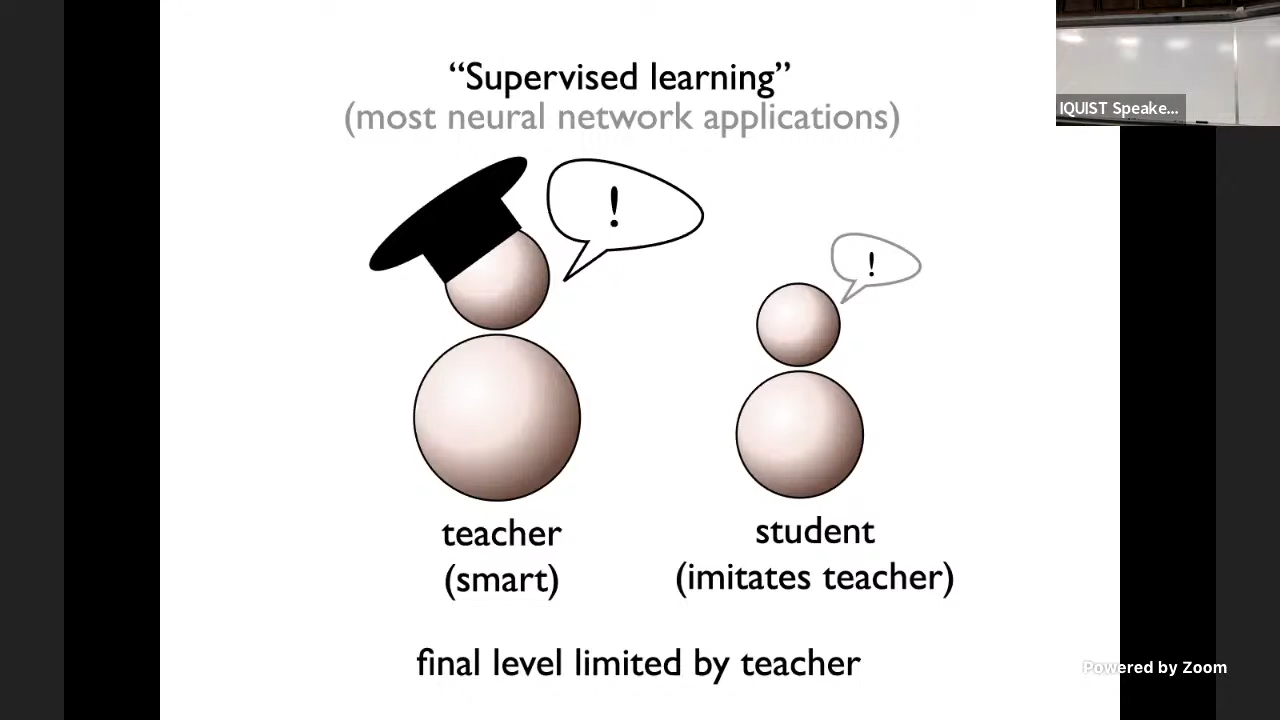 “Supervised learning”
(most neural network applications)
IQUIST Speake...
!
!
teacher
(smart)
student
(imitates teacher)
final level limited by teacher
Powered by Zoom